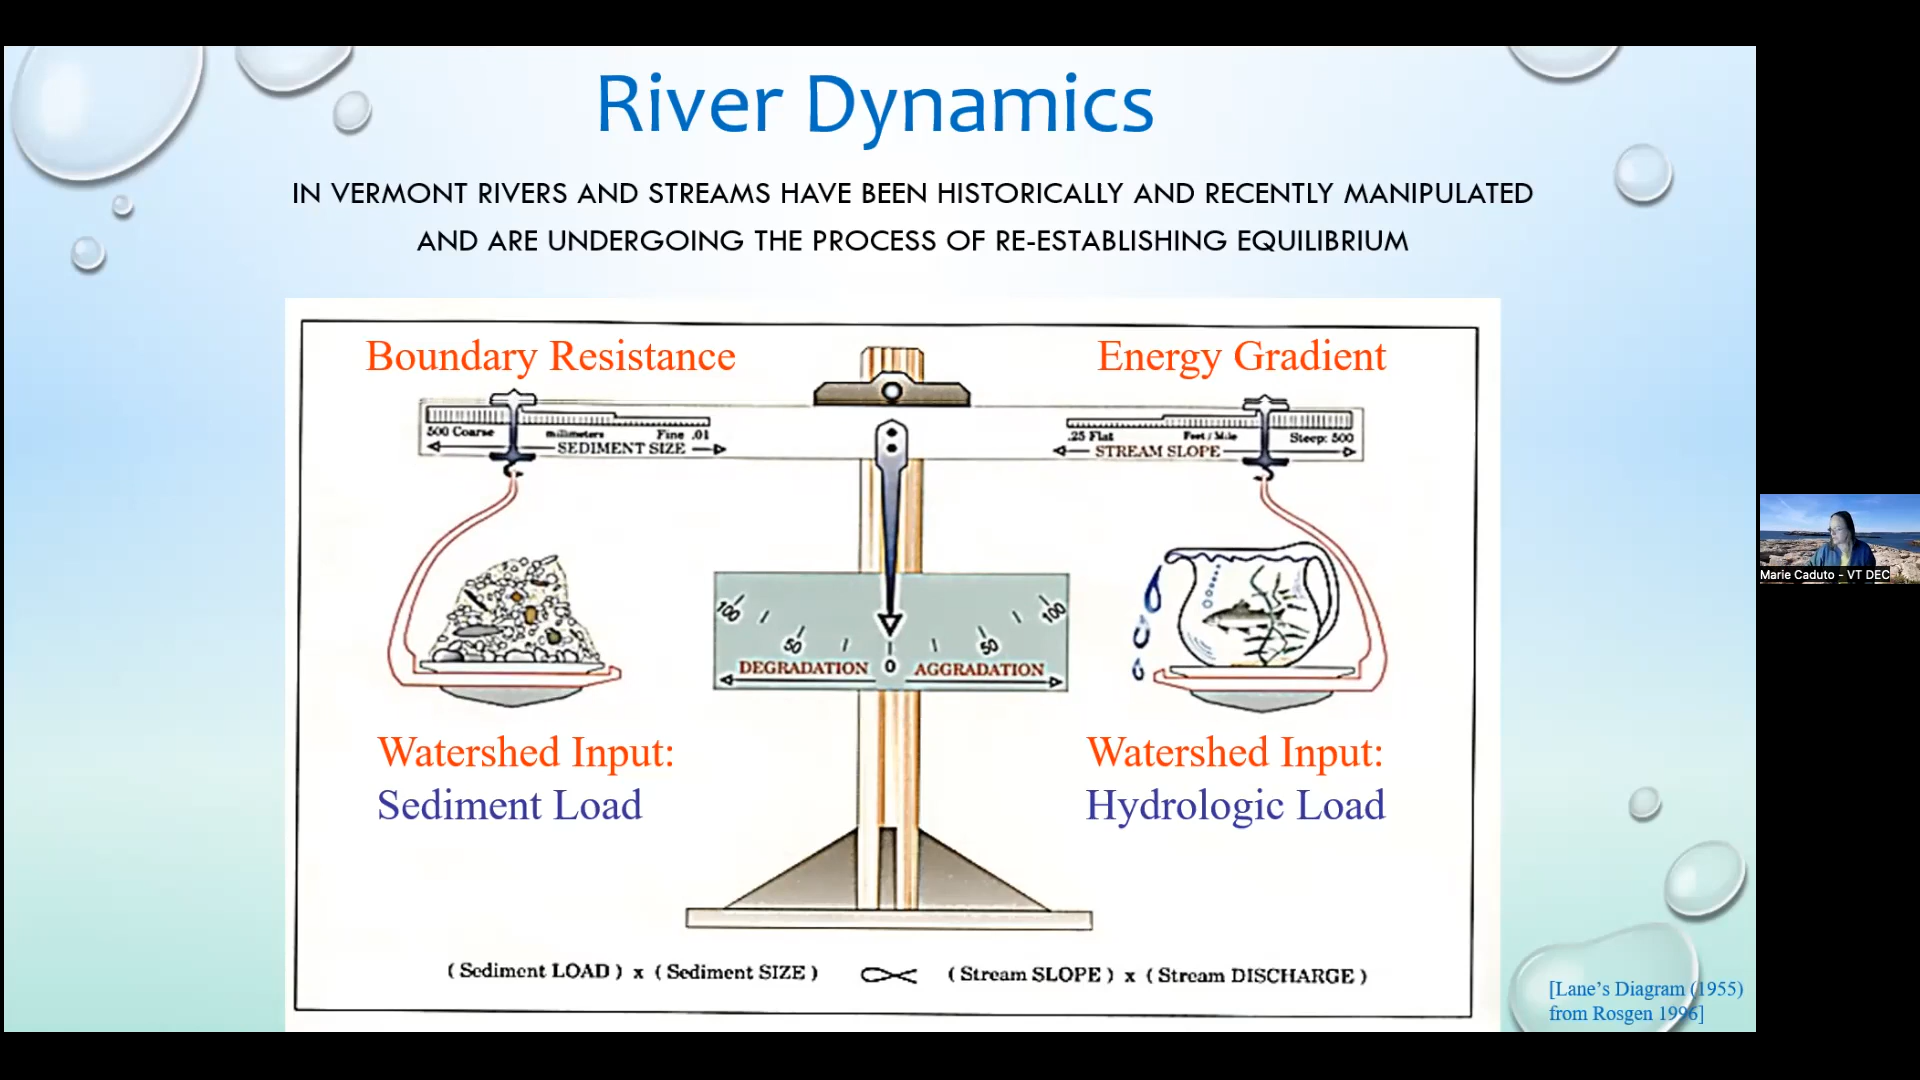 River Dynamics
IN VERMONT RIVERS AND STREAMS HAVE BEEN HISTORICALLY AND RECENTLY MANIPULATED
AND ARE UNDERGOING THE PROCESS OF RE-ESTABLISHING EQUILIBRIUM
Boundary Resistance
Energy Gradient
500 Coarse millimeters Fine .01
SEDIMENT SIZE
.25 Flat Feet / Mile Steep: 500
STREAM SLOPE
100 50 0 50 100
DEGRADATION AGGRADATION
Watershed Input:
Sediment Load
Watershed Input:
Hydrologic Load
( Sediment LOAD ) x ( Sediment SIZE ) ( Stream SLOPE ) x ( Stream DISCHARGE )
[Lane's Diagram (1955)
from Rosgen 1996]
Marie Caduto - VT DEC